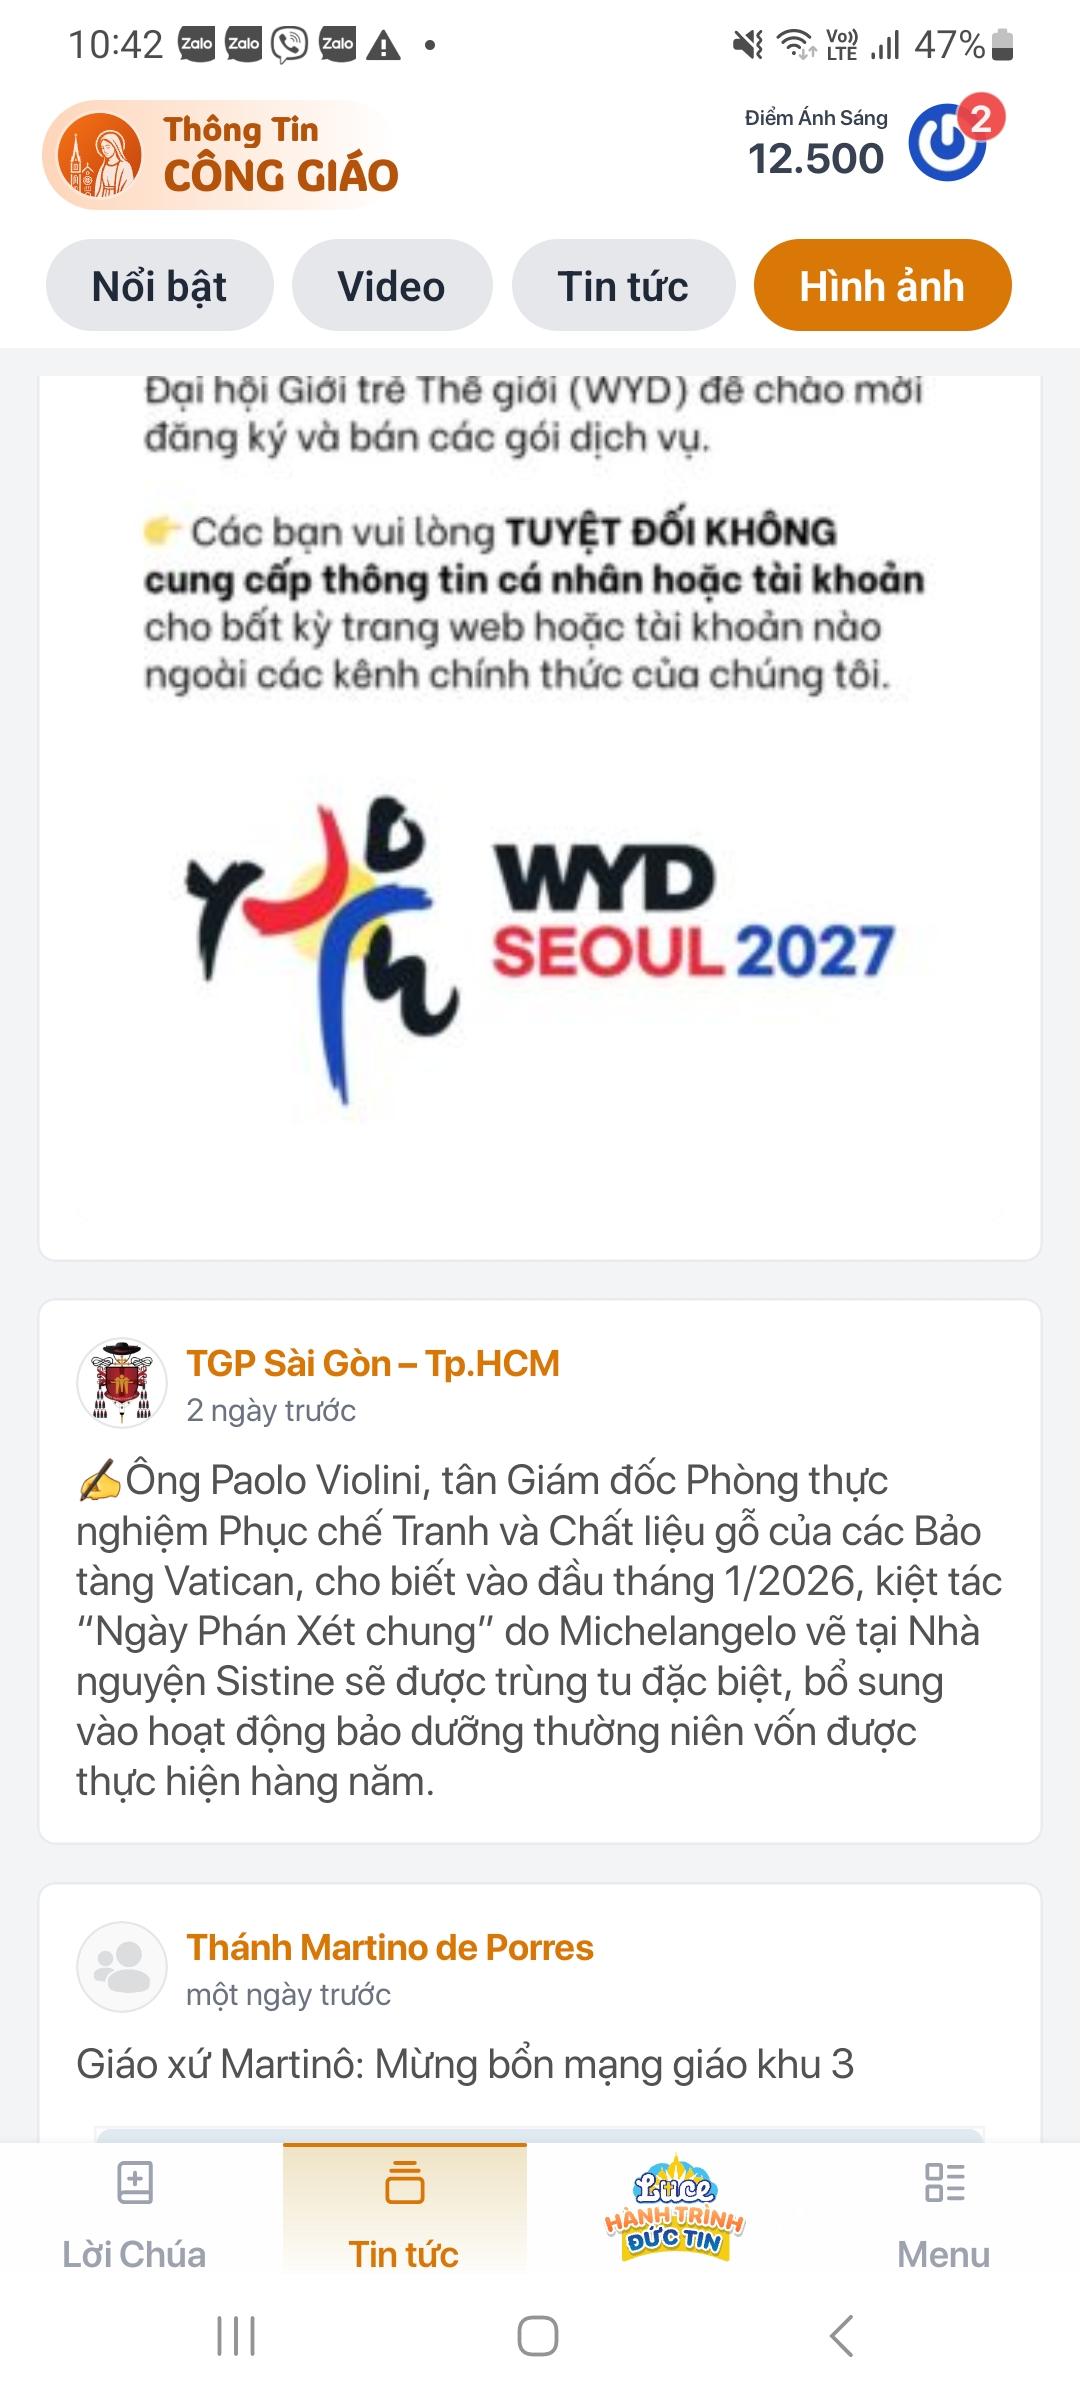 10:42 Zalo Zalo Zalo Vo)) LTE 47%
Thông Tin
CÔNG GIÁO
Điểm Ánh Sáng
12.500
2
Nổi bật Video Tin tức Hình ảnh
Đại hội Giới trẻ Thế giới (WYD) để chào mời
đăng ký và bán các gói dịch vụ.
👉 Các bạn vui lòng TUYỆT ĐỐI KHÔNG
cung cấp thông tin cá nhân hoặc tài khoản
cho bất kỳ trang web hoặc tài khoản nào
ngoài các kênh chính thức của chúng tôi.
WYD
SEOUL 2027
TGP Sài Gòn – Tp.HCM
2 ngày trước
✍️Ông Paolo Violini, tân Giám đốc Phòng thực
nghiệm Phục chế Tranh và Chất liệu gỗ của các Bảo
tàng Vatican, cho biết vào đầu tháng 1/2026, kiệt tác
“Ngày Phán Xét chung” do Michelangelo vẽ tại Nhà
nguyện Sistine sẽ được trùng tu đặc biệt, bổ sung
vào hoạt động bảo dưỡng thường niên vốn được
thực hiện hàng năm.
Thánh Martino de Porres
một ngày trước
Giáo xứ Martinô: Mừng bổn mạng giáo khu 3
Luce
HÀNH TRÌNH
ĐỨC TIN
Lời Chúa Tin tức Menu